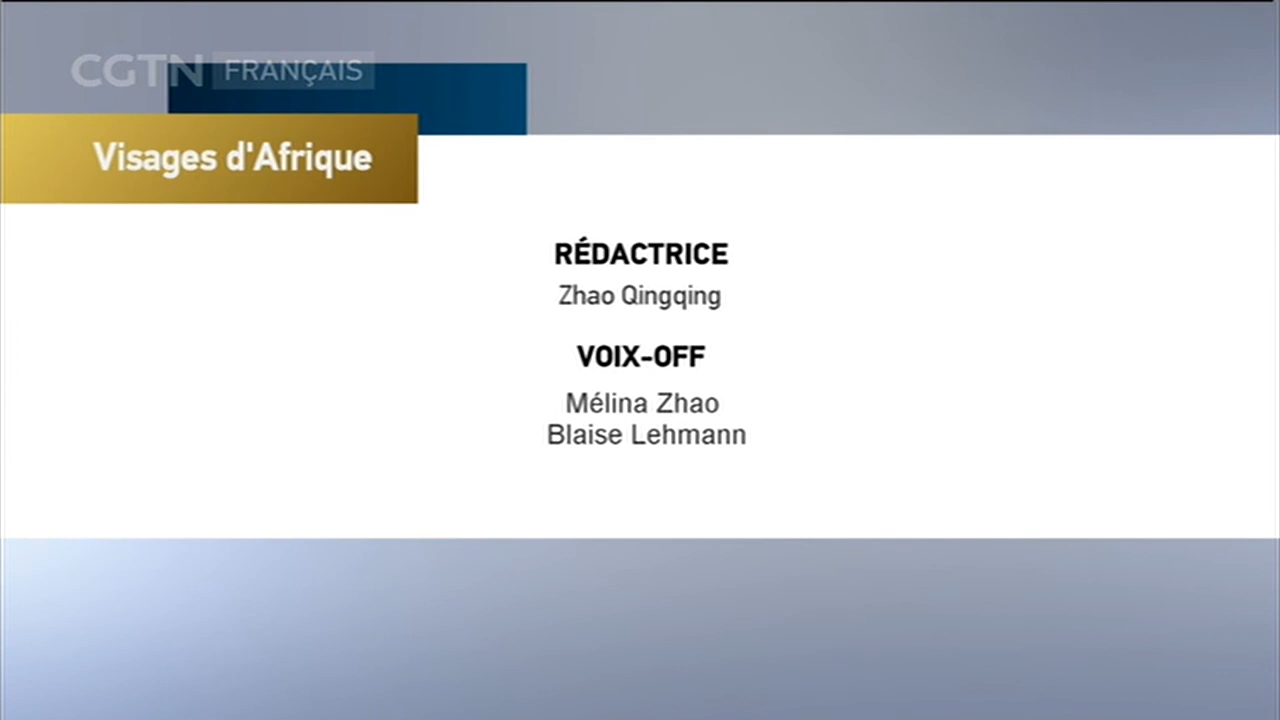 CGTN FRANÇAIS
Visages d'Afrique
RÉDACTRICE
Zhao Qingqing
VOIX-OFF
Mélina Zhao
Blaise Lehmann